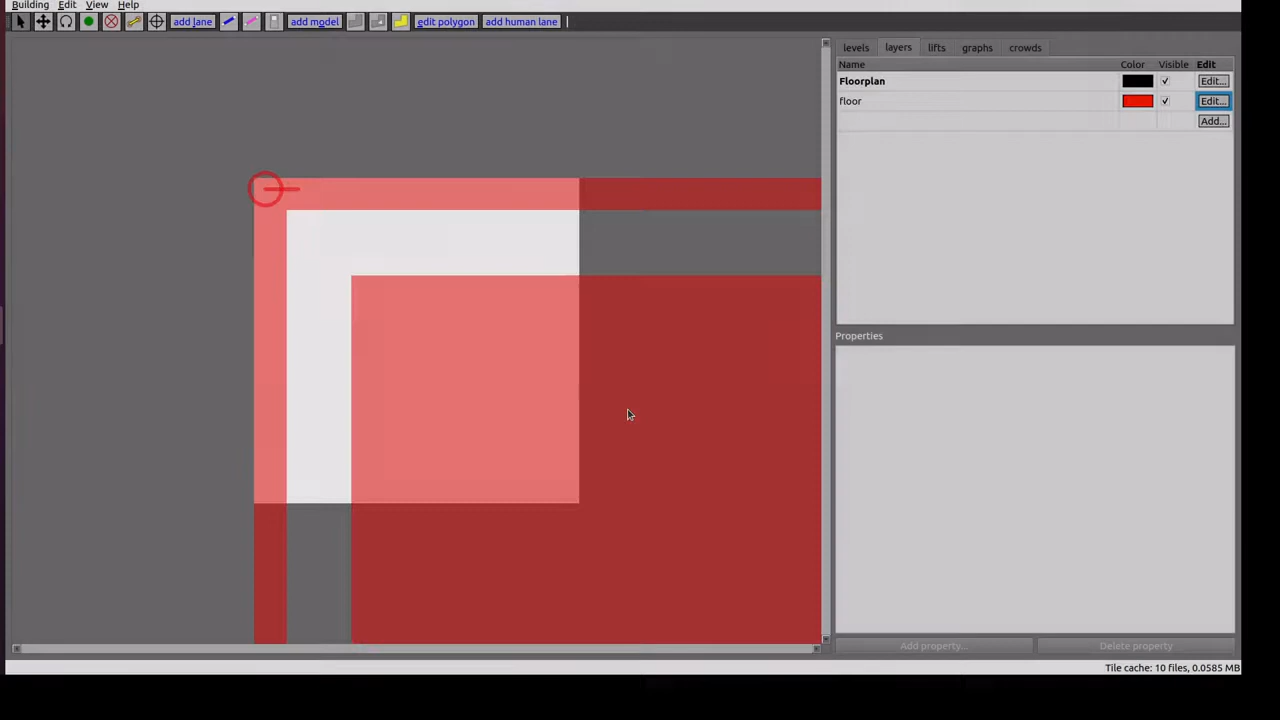 Building Edit View Help
add lane add model edit polygon add human lane
levels layers lifts graphs crowds
Name Color Visible Edit
Floorplan Edit...
floor Edit...
Add...
Properties
Add property... Delete property
Tile cache: 10 files, 0.0585 MB